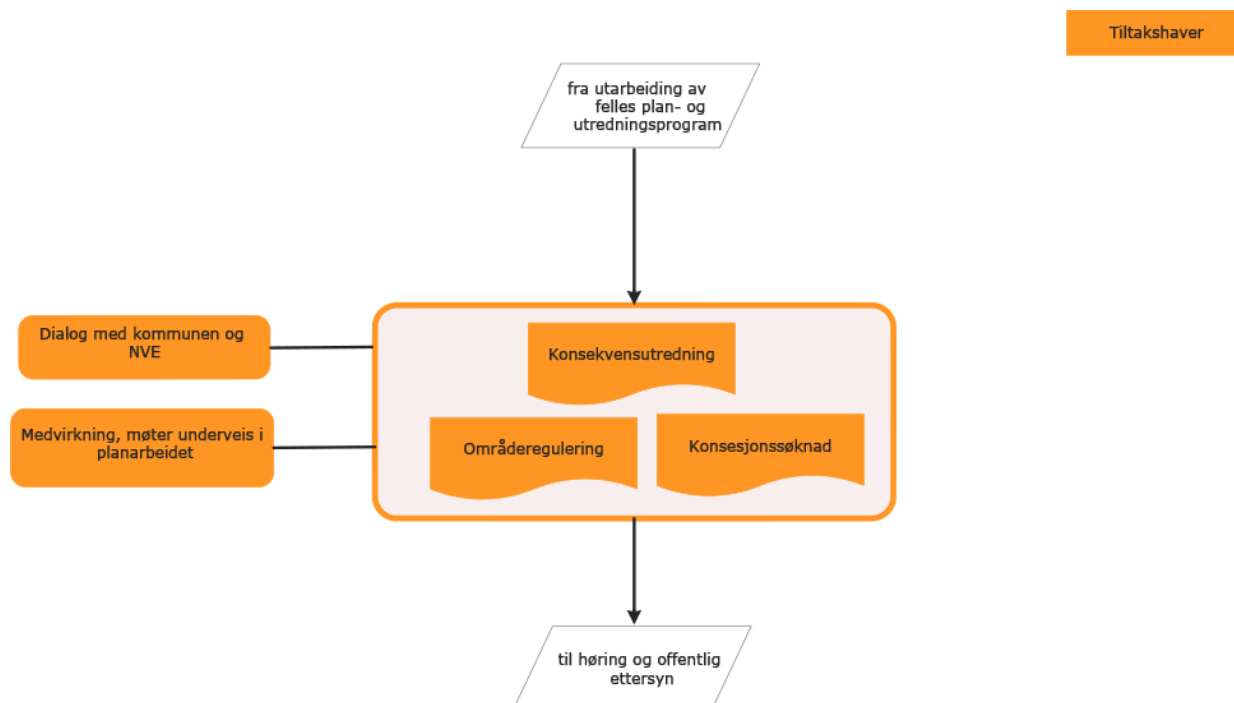 Tiltakshaver
fra utarbeiding av
felles plan- og
utredningsprogram
Dialog med kommunen og
NVE
Konsekvensutredning
Medvirkning, møter underveis i
planarbeidet
Områderegulering
Konsesjonssøknad
til høring og offentlig
ettersyn